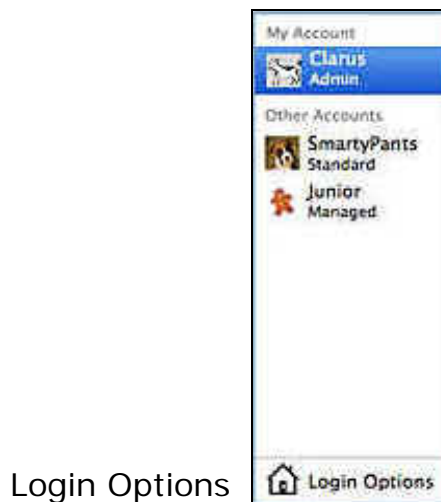 My Account
Clarus
Admin
Other Accounts
SmartyPants
Standard
Junior
Managed
Login Options
Login Options